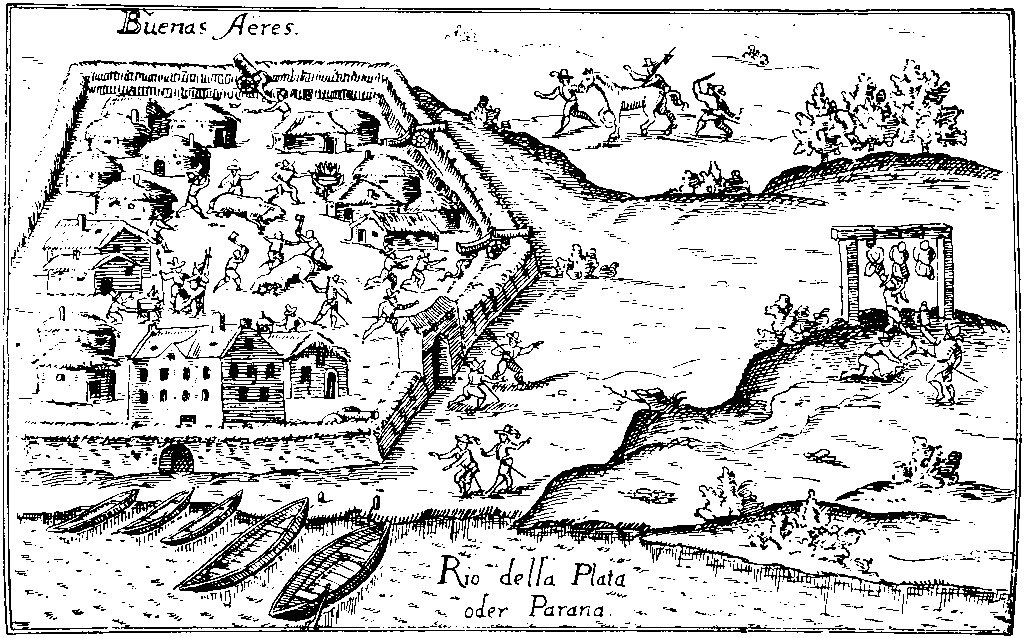 Buenas Aeres.
Rio della Plata
oder Parana.